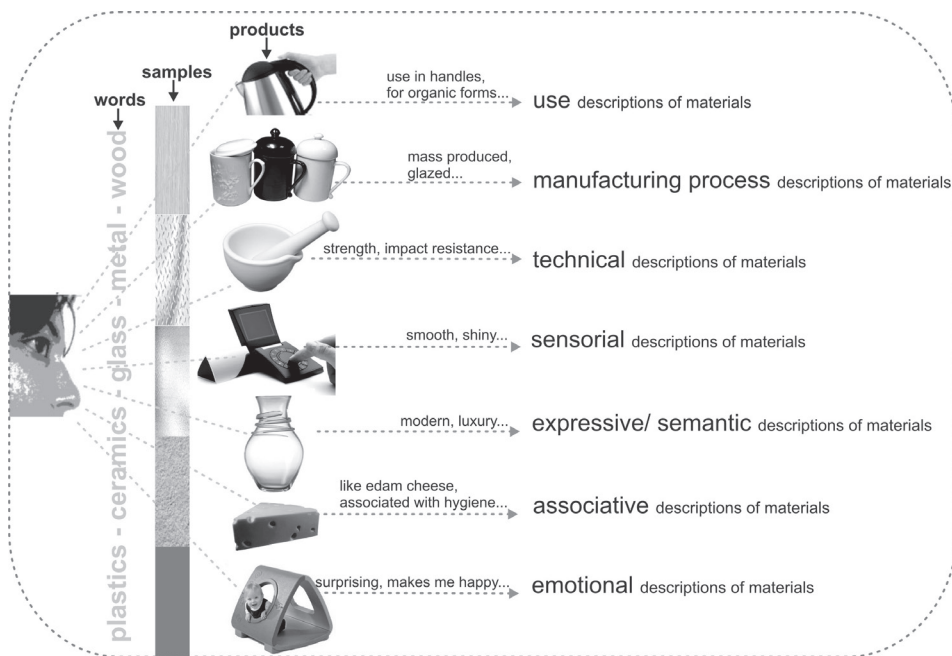 products
samples
words
plastics - ceramics - glass - metal - wood
use in handles,
for organic forms...
use descriptions of materials
mass produced,
glazed...
manufacturing process descriptions of materials
strength, impact resistance...
technical descriptions of materials
smooth, shiny...
sensorial descriptions of materials
modern, luxury...
expressive/ semantic descriptions of materials
like edam cheese,
associated with hygiene...
associative descriptions of materials
surprising, makes me happy...
emotional descriptions of materials